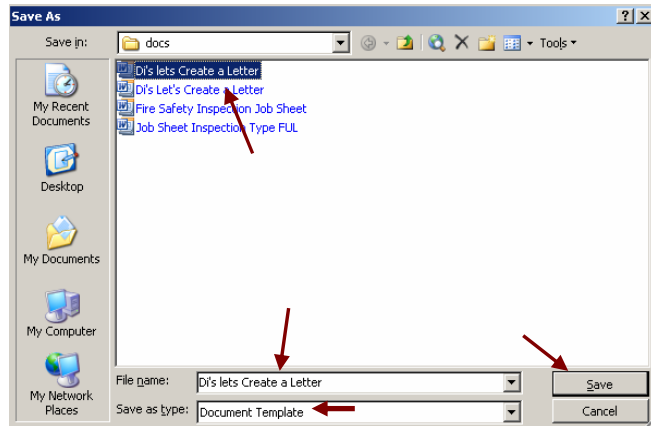 Save As
Save in: docs Tools
Di's lets Create a Letter
Di's Let's Create a Letter
Fire Safety Inspection Job Sheet
Job Sheet Inspection Type FUL
My Recent
Documents
Desktop
My Documents
My Computer
My Network
Places
File name: Di's lets Create a Letter Save
Save as type: Document Template Cancel